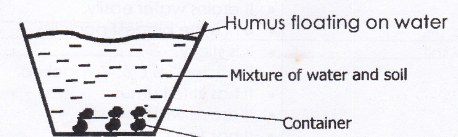 Humus floating on water
Mixture of water and soil
Container